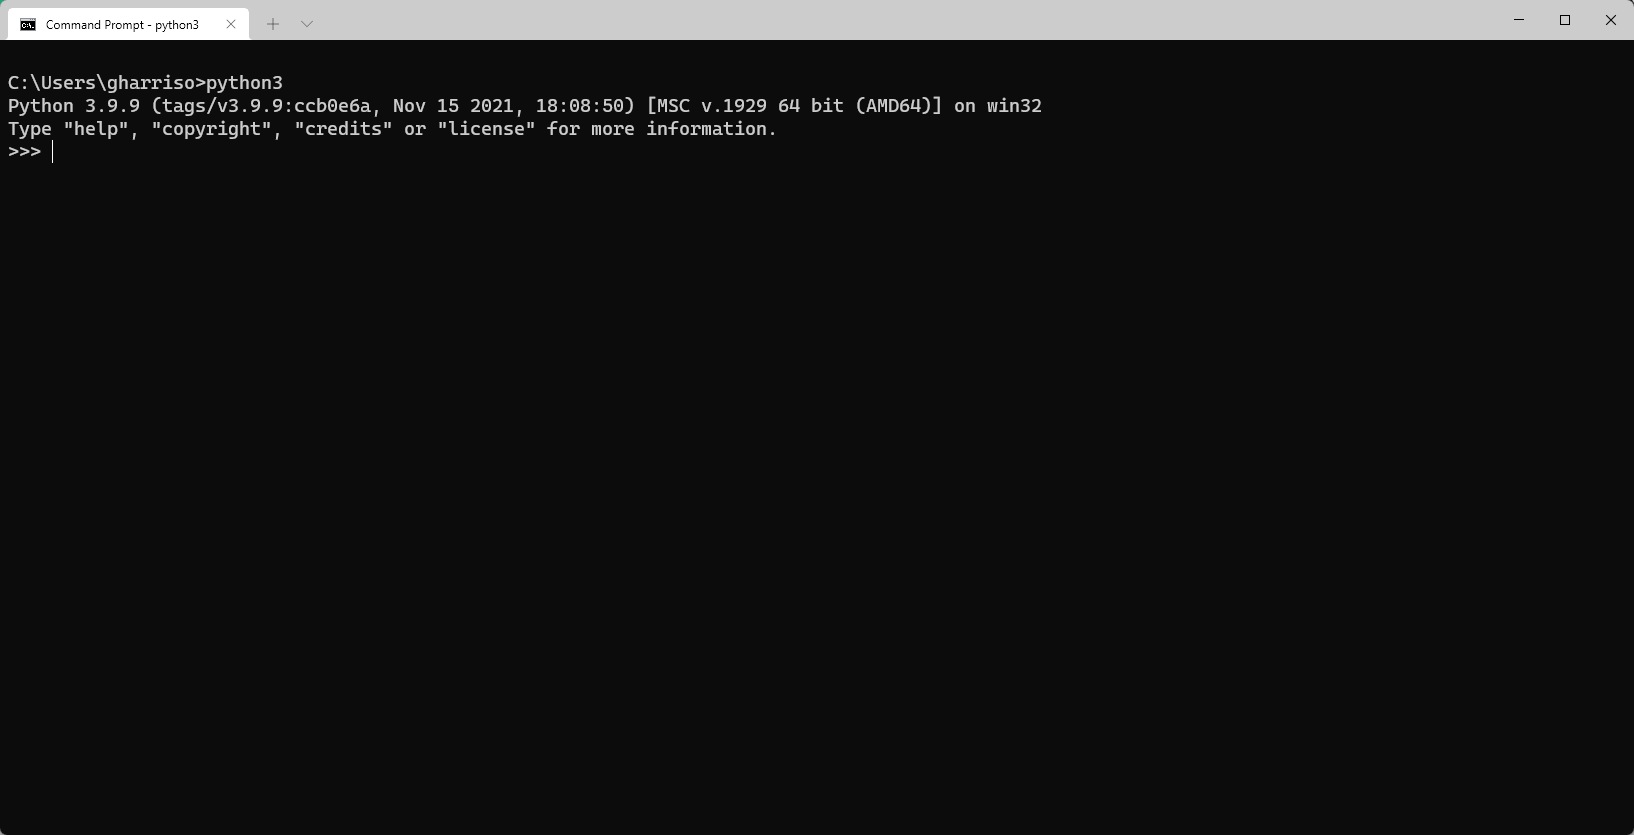 Command Prompt - python3
C:\Users\gharriso>python3
Python 3.9.9 (tags/v3.9.9:ccb0e6a, Nov 15 2021, 18:08:50) [MSC v.1929 64 bit (AMD64)] on win32
Type "help", "copyright", "credits" or "license" for more information.
>>>